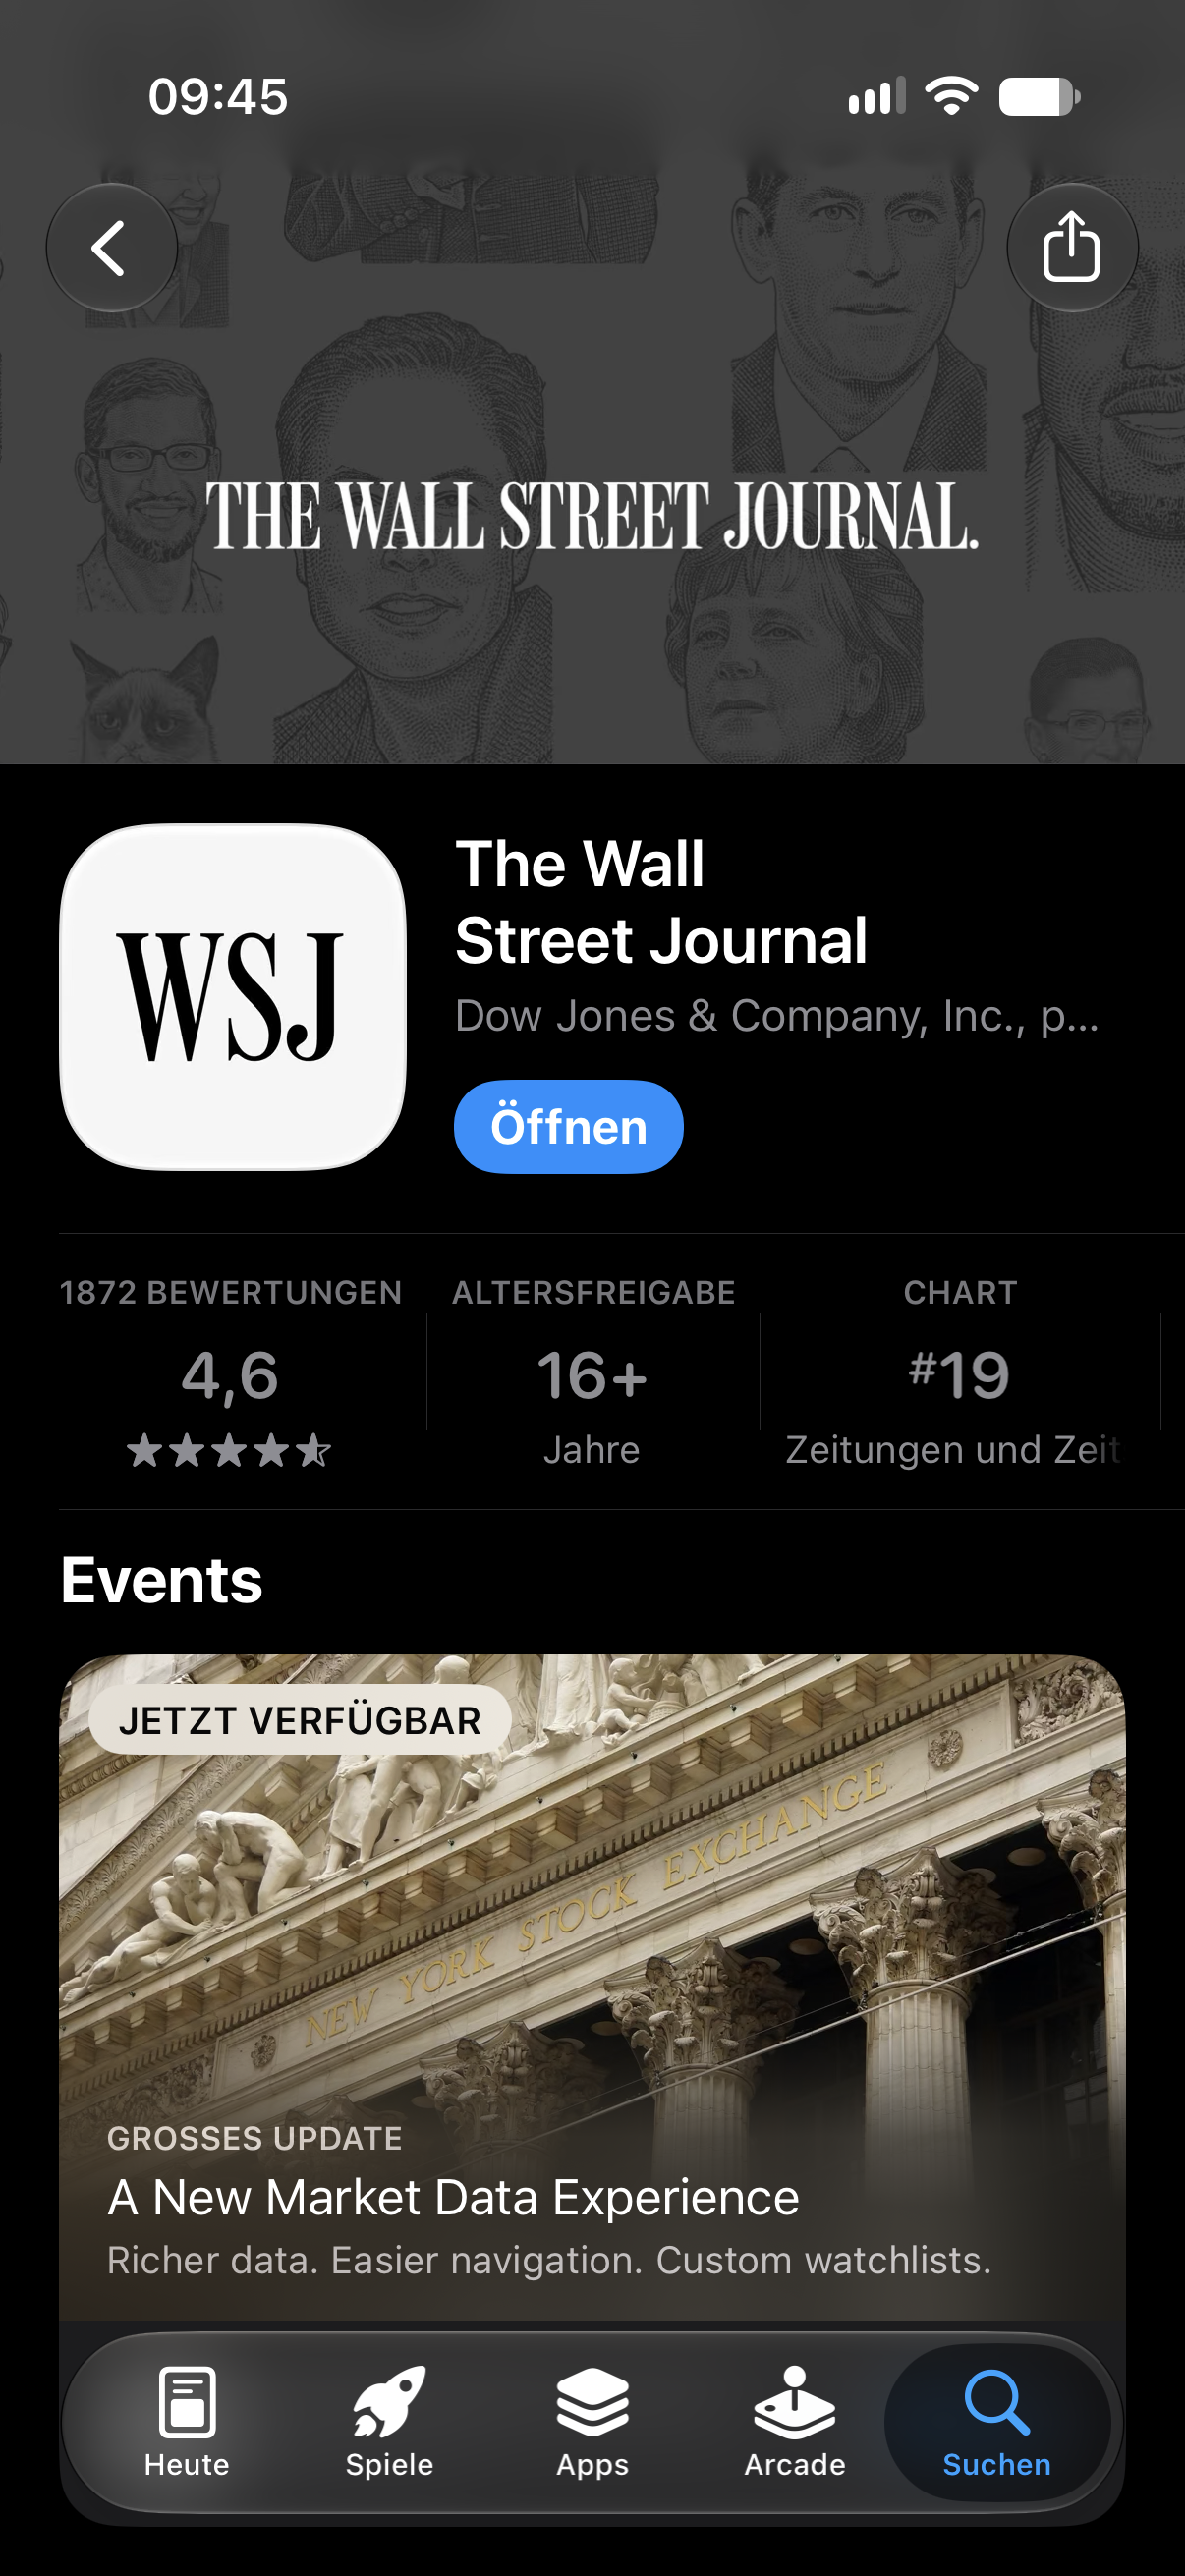 09:45
THE WALL STREET JOURNAL.
WSJ
The Wall
Street Journal
Dow Jones & Company, Inc., p...
Öffnen
1872 BEWERTUNGEN
4,6
ALTERSFREIGABE
16+
Jahre
CHART
#19
Zeitungen und Zeit
Events
JETZT VERFÜGBAR
NEW YORK STOCK EXCHANGE
GROSSES UPDATE
A New Market Data Experience
Richer data. Easier navigation. Custom watchlists.
Heute
Spiele
Apps
Arcade
Suchen